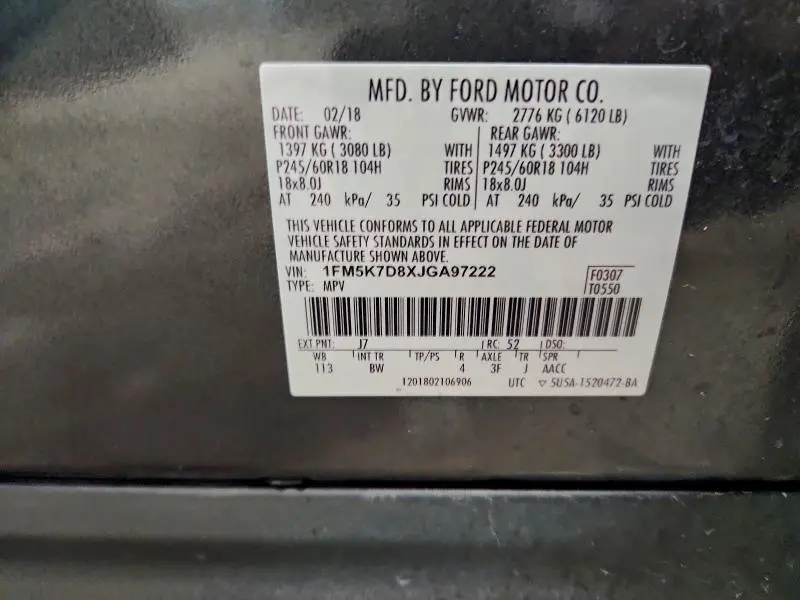 MFD. BY FORD MOTOR CO.
DATE: 02/18 GVWR: 2776 KG ( 6120 LB)
FRONT GAWR: REAR GAWR:
1397 KG ( 3080 LB) WITH 1497 KG ( 3300 LB) WITH
P245/60R18 104H TIRES P245/60R18 104H TIRES
18x8.0J RIMS 18x8.0J RIMS
AT 240 kPa/ 35 PSI COLD AT 240 kPa/ 35 PSI COLD
THIS VEHICLE CONFORMS TO ALL APPLICABLE FEDERAL MOTOR
VEHICLE SAFETY STANDARDS IN EFFECT ON THE DATE OF
MANUFACTURE SHOWN ABOVE.
VIN: 1FM5K7D8XJGA97222 F0307
TYPE: MPV T0550
EXT PNT: J7 RC: 52 DSO:
WB INT TR TP/PS R AXLE TR SPR
113 BW 4 3F J AACC
1201802106906 UTC ▽ 5U5A-1520472-BA